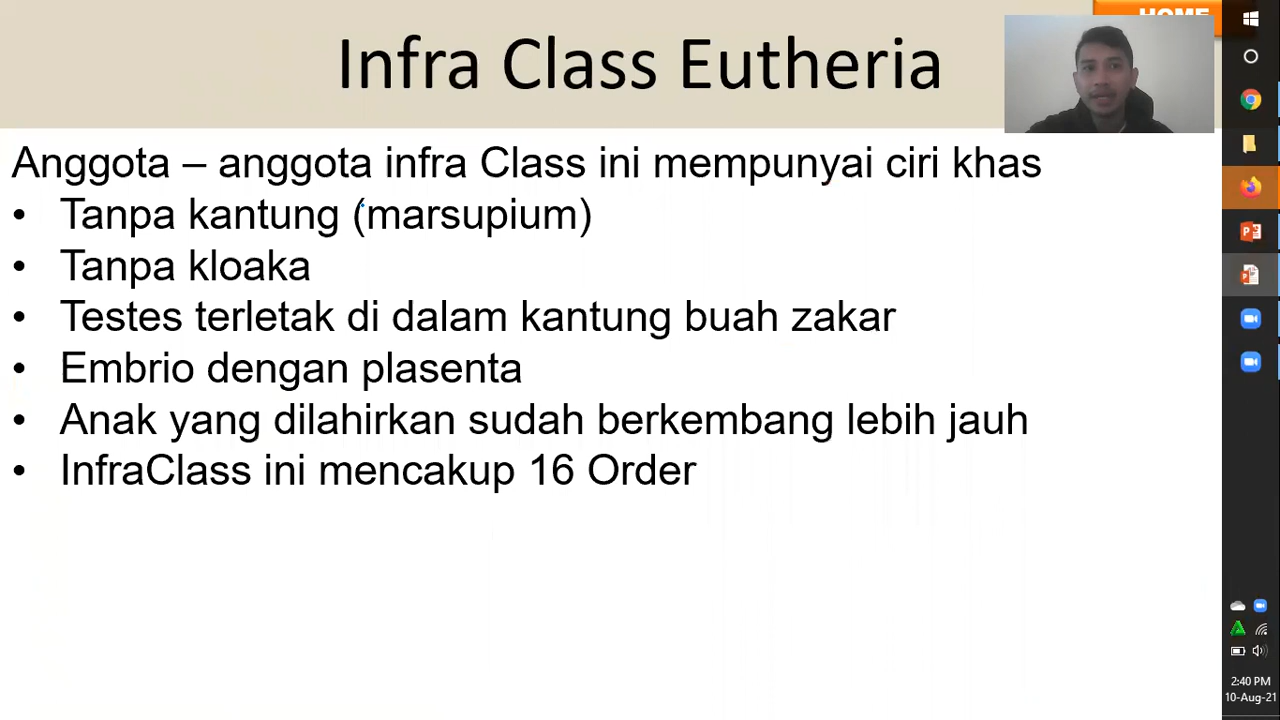 HOME
Infra Class Eutheria
Anggota – anggota infra Class ini mempunyai ciri khas
• Tanpa kantung (marsupium)
• Tanpa kloaka
• Testes terletak di dalam kantung buah zakar
• Embrio dengan plasenta
• Anak yang dilahirkan sudah berkembang lebih jauh
• InfraClass ini mencakup 16 Order
2:40 PM
10-Aug-21